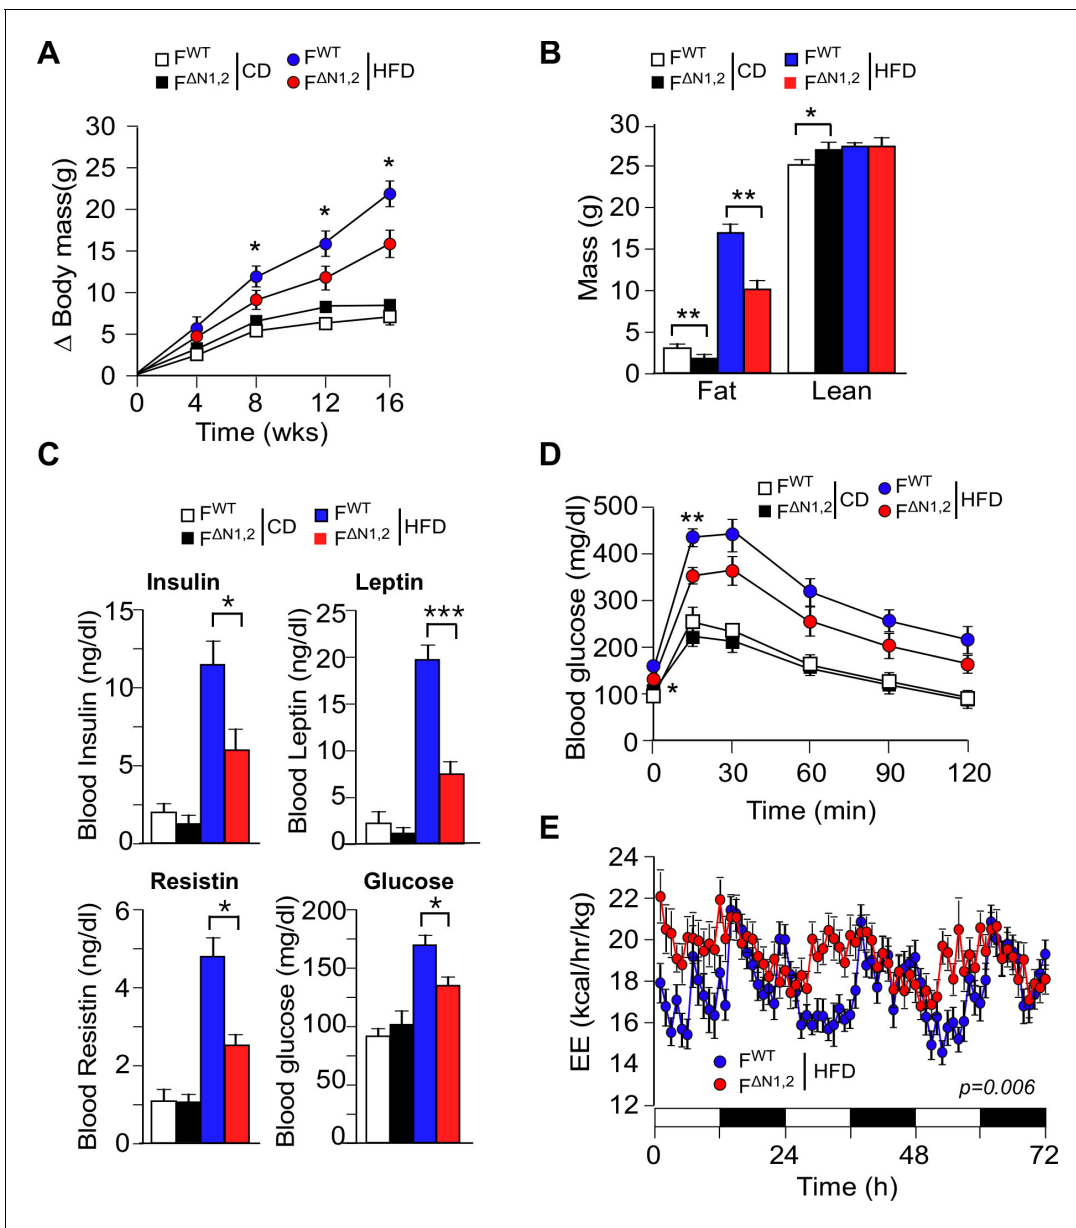 A
F^WT
F^ΔN1,2
CD
F^WT
F^ΔN1,2
HFD
Δ Body mass(g)
30
25
20
15
10
5
0
*
*
*
0 4 8 12 16
Time (wks)
B
F^WT
F^ΔN1,2
CD
F^WT
F^ΔN1,2
HFD
Mass (g)
30
25
20
15
10
5
0
**
**
*
Fat Lean
C
F^WT
F^ΔN1,2
CD
F^WT
F^ΔN1,2
HFD
Insulin
Blood Insulin (ng/dl)
15
10
5
0
*
Leptin
Blood Leptin (ng/dl)
25
20
15
10
5
0
***
Resistin
Blood Resistin (ng/dl)
6
4
2
0
*
Glucose
Blood glucose (mg/dl)
200
150
100
50
0
*
D
F^WT
F^ΔN1,2
CD
F^WT
F^ΔN1,2
HFD
Blood glucose (mg/dl)
500
400
300
200
100
0
**
*
0 30 60 90 120
Time (min)
E
EE (kcal/hr/kg)
24
22
20
18
16
14
12
F^WT
F^ΔN1,2
HFD
p=0.006
0 24 48 72
Time (h)